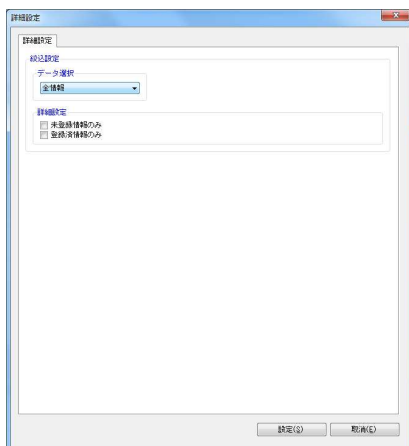 詳細設定
詳細設定
絞込設定
データ選択
全情報
詳細設定
未登録情報のみ
登録済情報のみ
設定(S)
取消(E)